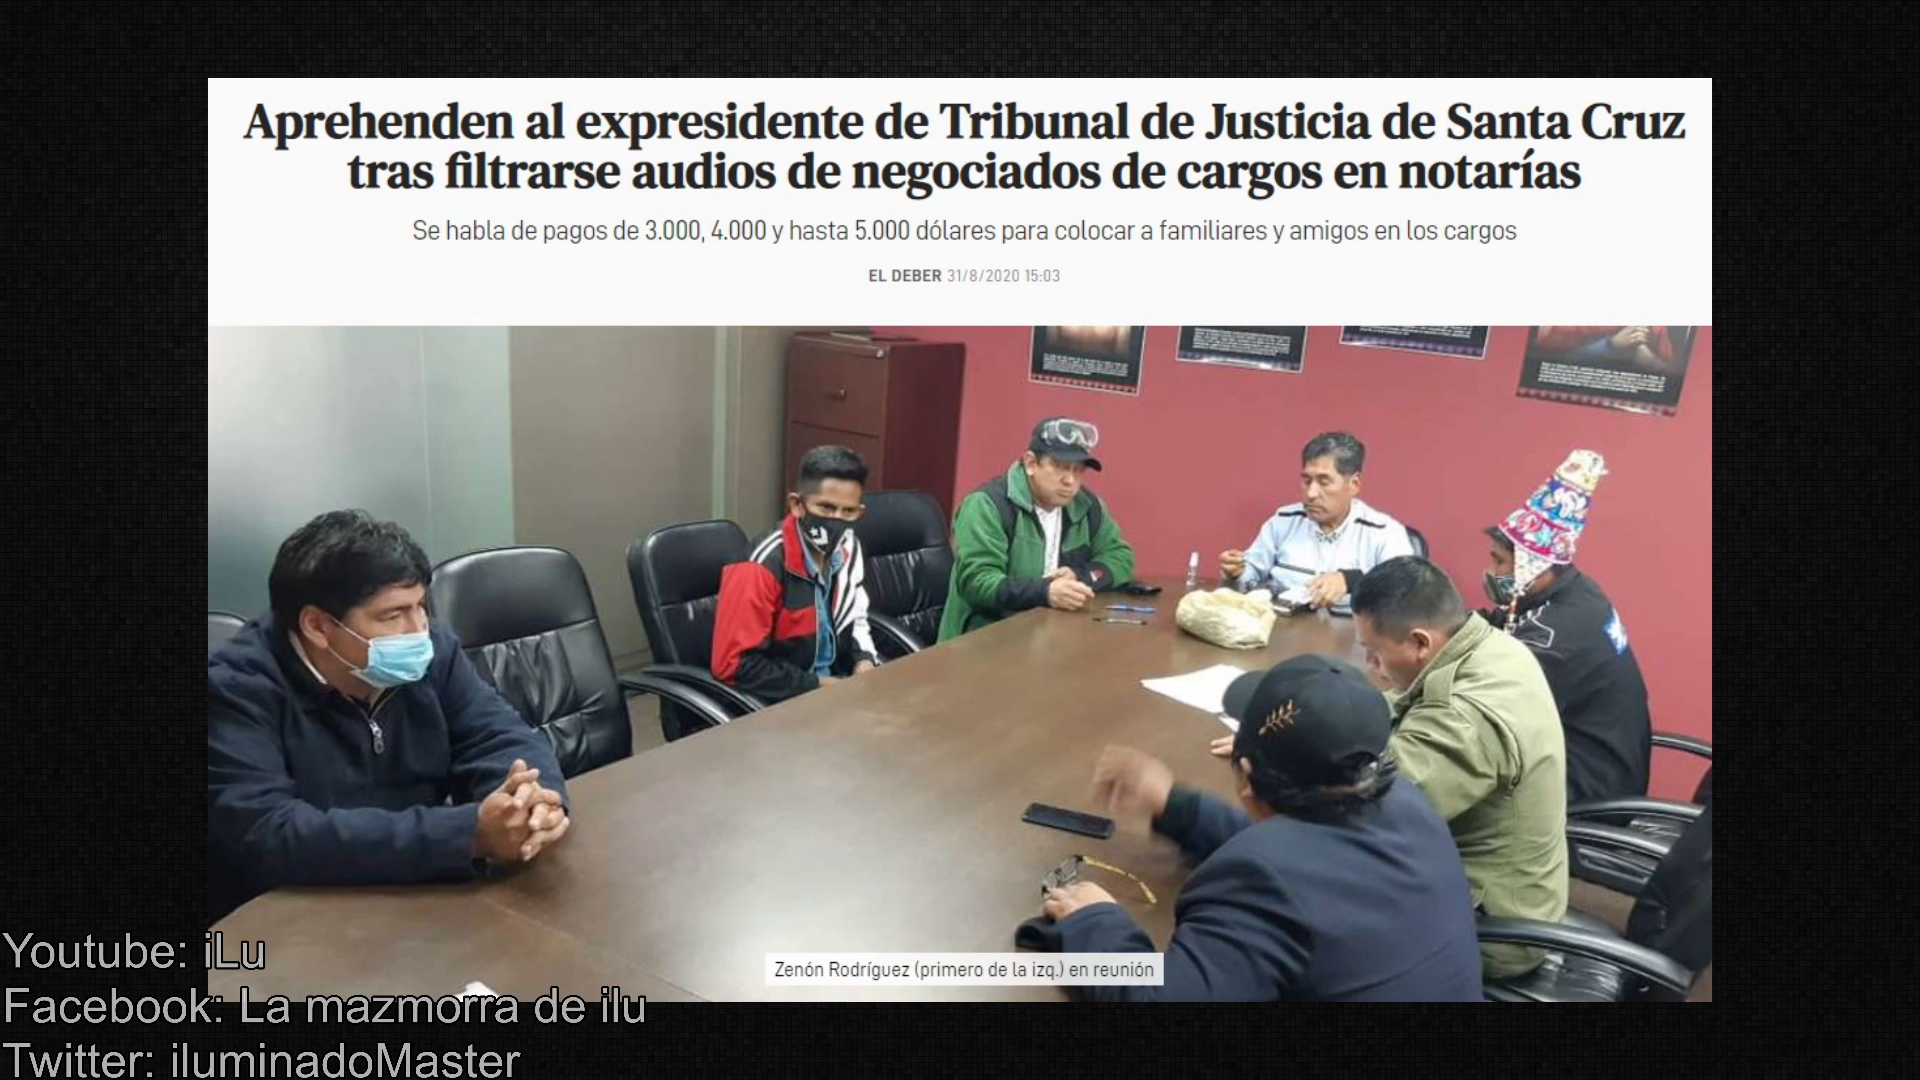 Aprehenden al expresidente de Tribunal de Justicia de Santa Cruz
tras filtrarse audios de negociados de cargos en notarías
Se habla de pagos de 3.000, 4.000 y hasta 5.000 dólares para colocar a familiares y amigos en los cargos
EL DEBER 31/8/2020 15:03
Zenón Rodríguez (primero de la izq.) en reunión
Youtube: iLu
Facebook: La mazmorra de ilu
Twitter: iluminadoMaster